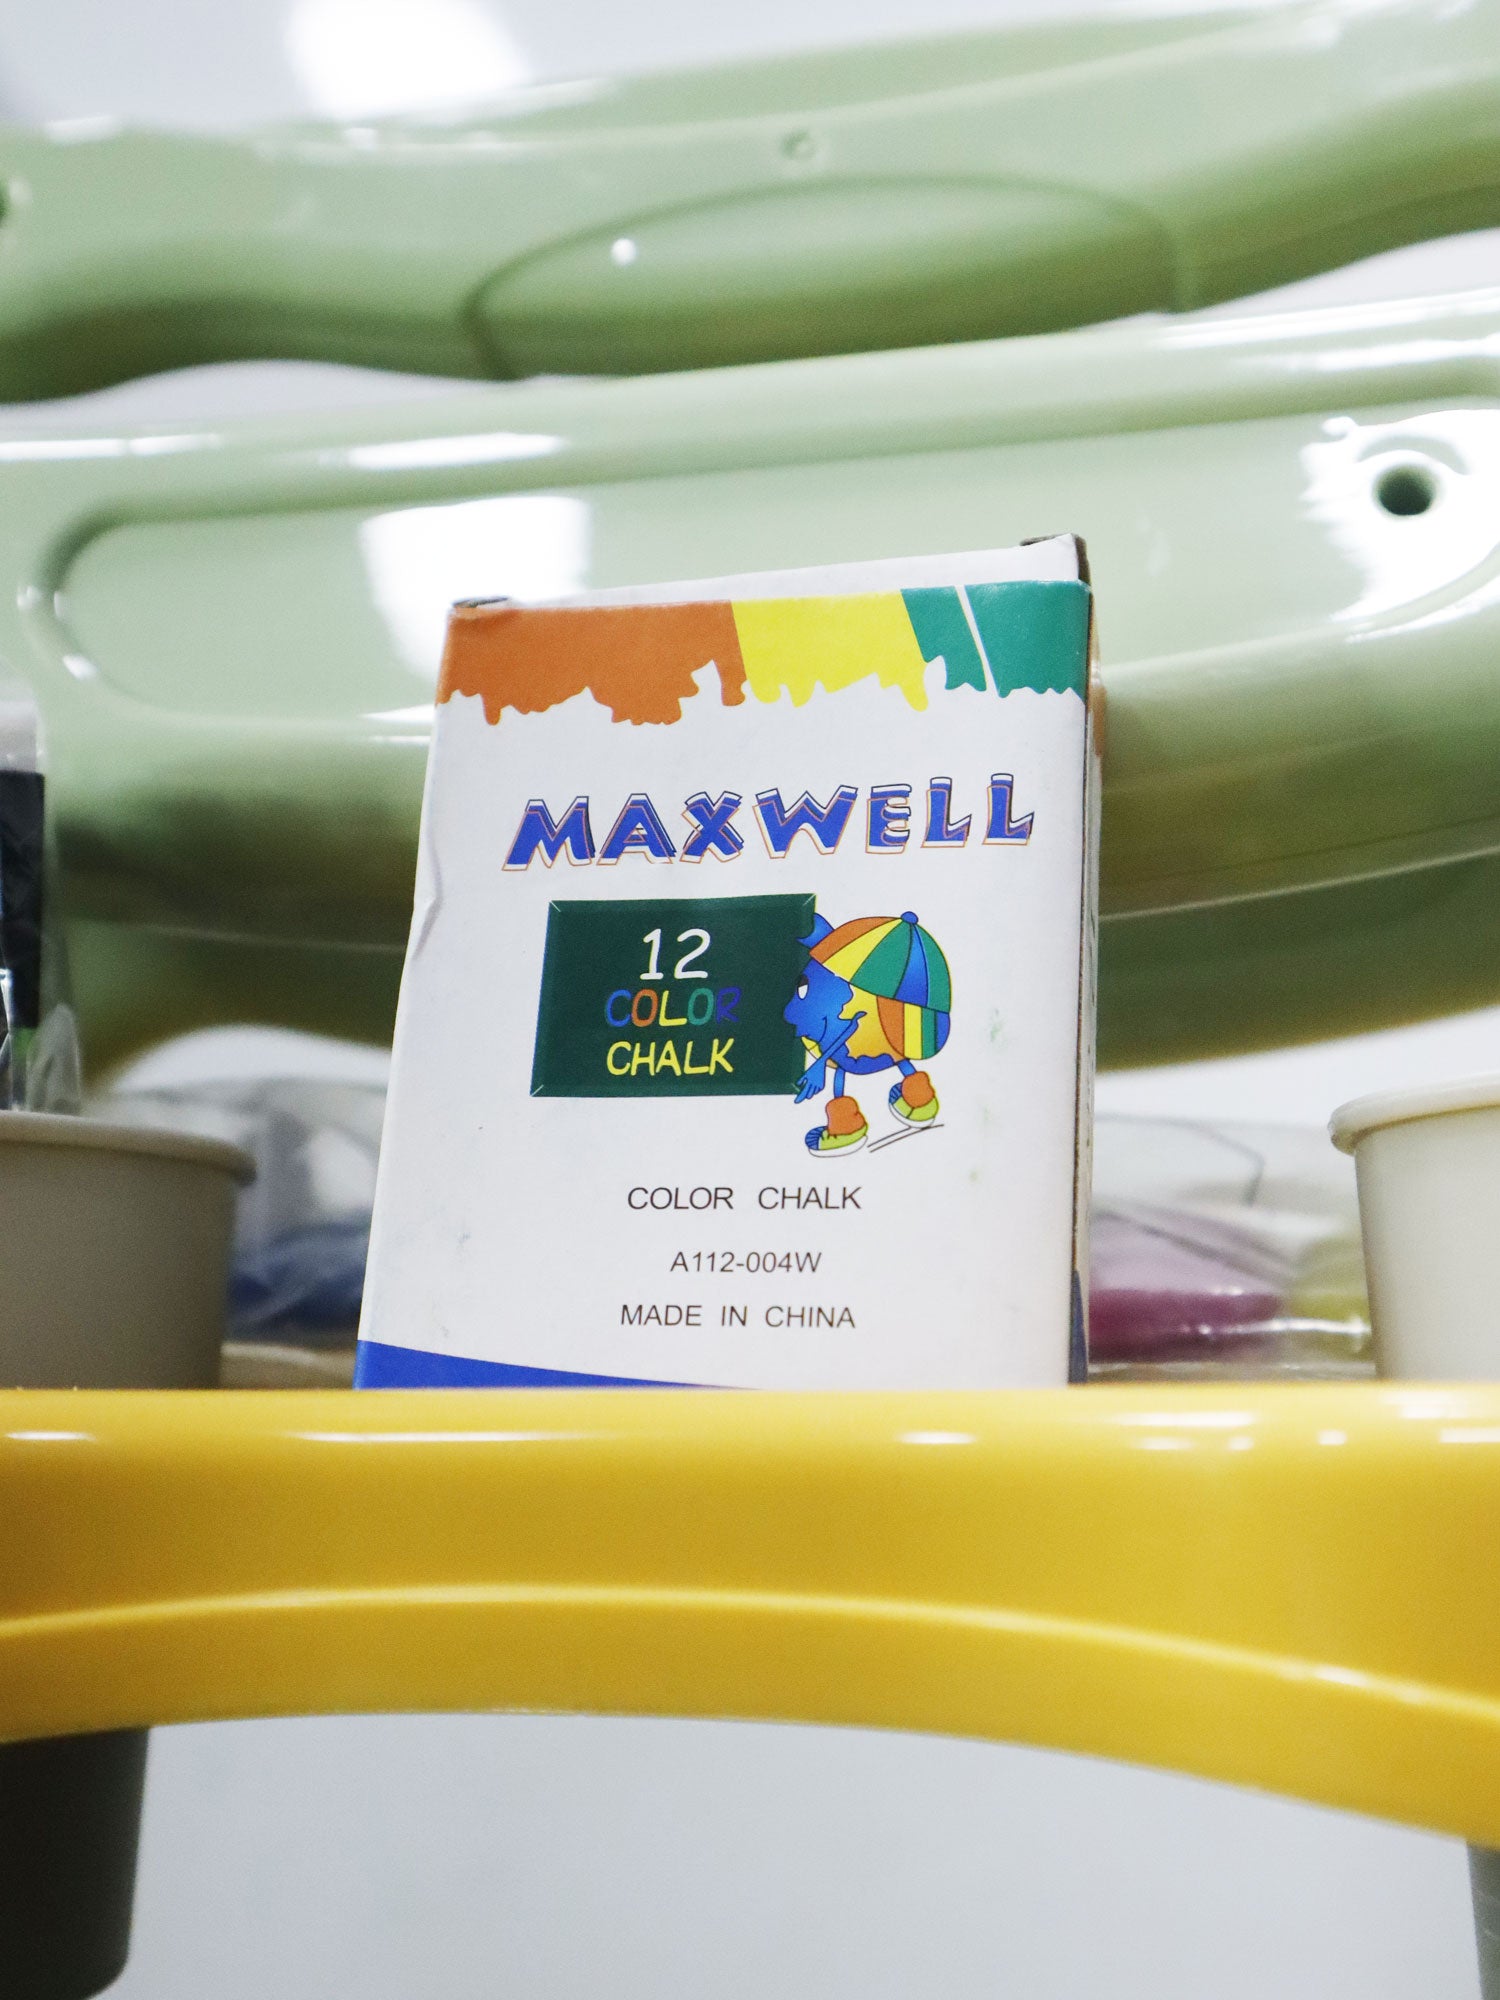 MAXWELL
12
COLOR
CHALK
COLOR CHALK
A112-004W
MADE IN CHINA